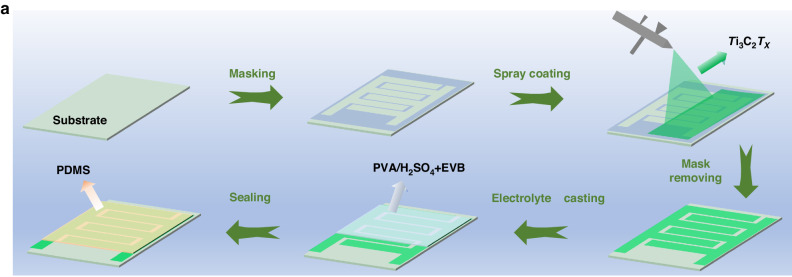 a
Masking
Spray coating
Ti₃C₂Tₓ
Substrate
Mask
removing
PDMS
PVA/H₂SO₄+EVB
Sealing
Electrolyte casting